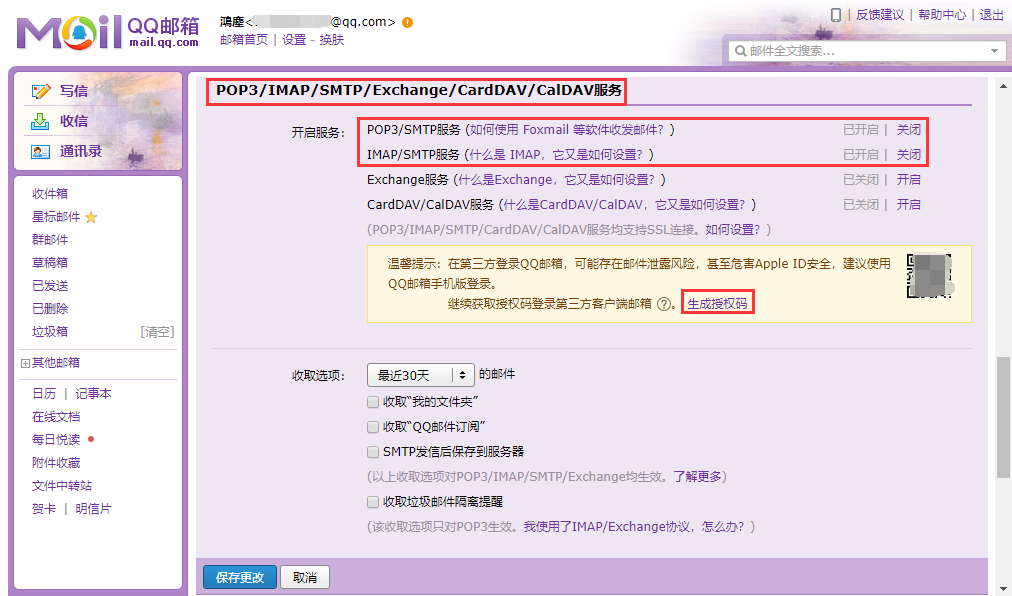 Mail QQ邮箱
mail.qq.com
鸿塵< @qq.com>
邮箱首页 | 设置 - 换肤
| 反馈建议 | 帮助中心 | 退出
邮件全文搜索...
写信
收信
通讯录
收件箱
星标邮件
群邮件
草稿箱
已发送
已删除
垃圾箱 [清空]
其他邮箱
日历 | 记事本
在线文档
每日悦读
附件收藏
文件中转站
贺卡 | 明信片
POP3/IMAP/SMTP/Exchange/CardDAV/CalDAV服务
开启服务：
POP3/SMTP服务 (如何使用 Foxmail 等软件收发邮件？) 已开启 | 关闭
IMAP/SMTP服务 (什么是 IMAP，它又是如何设置？) 已开启 | 关闭
Exchange服务 (什么是Exchange，它又是如何设置？) 已关闭 | 开启
CardDAV/CalDAV服务 (什么是CardDAV/CalDAV，它又是如何设置？) 已关闭 | 开启
(POP3/IMAP/SMTP/CardDAV/CalDAV服务均支持SSL连接。如何设置？)
温馨提示：在第三方登录QQ邮箱，可能存在邮件泄露风险，甚至危害Apple ID安全，建议使用
QQ邮箱手机版登录。
继续获取授权码登录第三方客户端邮箱 ?。 生成授权码
收取选项： 最近30天 的邮件
收取“我的文件夹”
收取“QQ邮件订阅”
SMTP发信后保存到服务器
(以上收取选项对POP3/IMAP/SMTP/Exchange均生效。了解更多)
收取垃圾邮件隔离提醒
(该收取选项只对POP3生效。我使用了IMAP/Exchange协议，怎么办？)
保存更改 取消